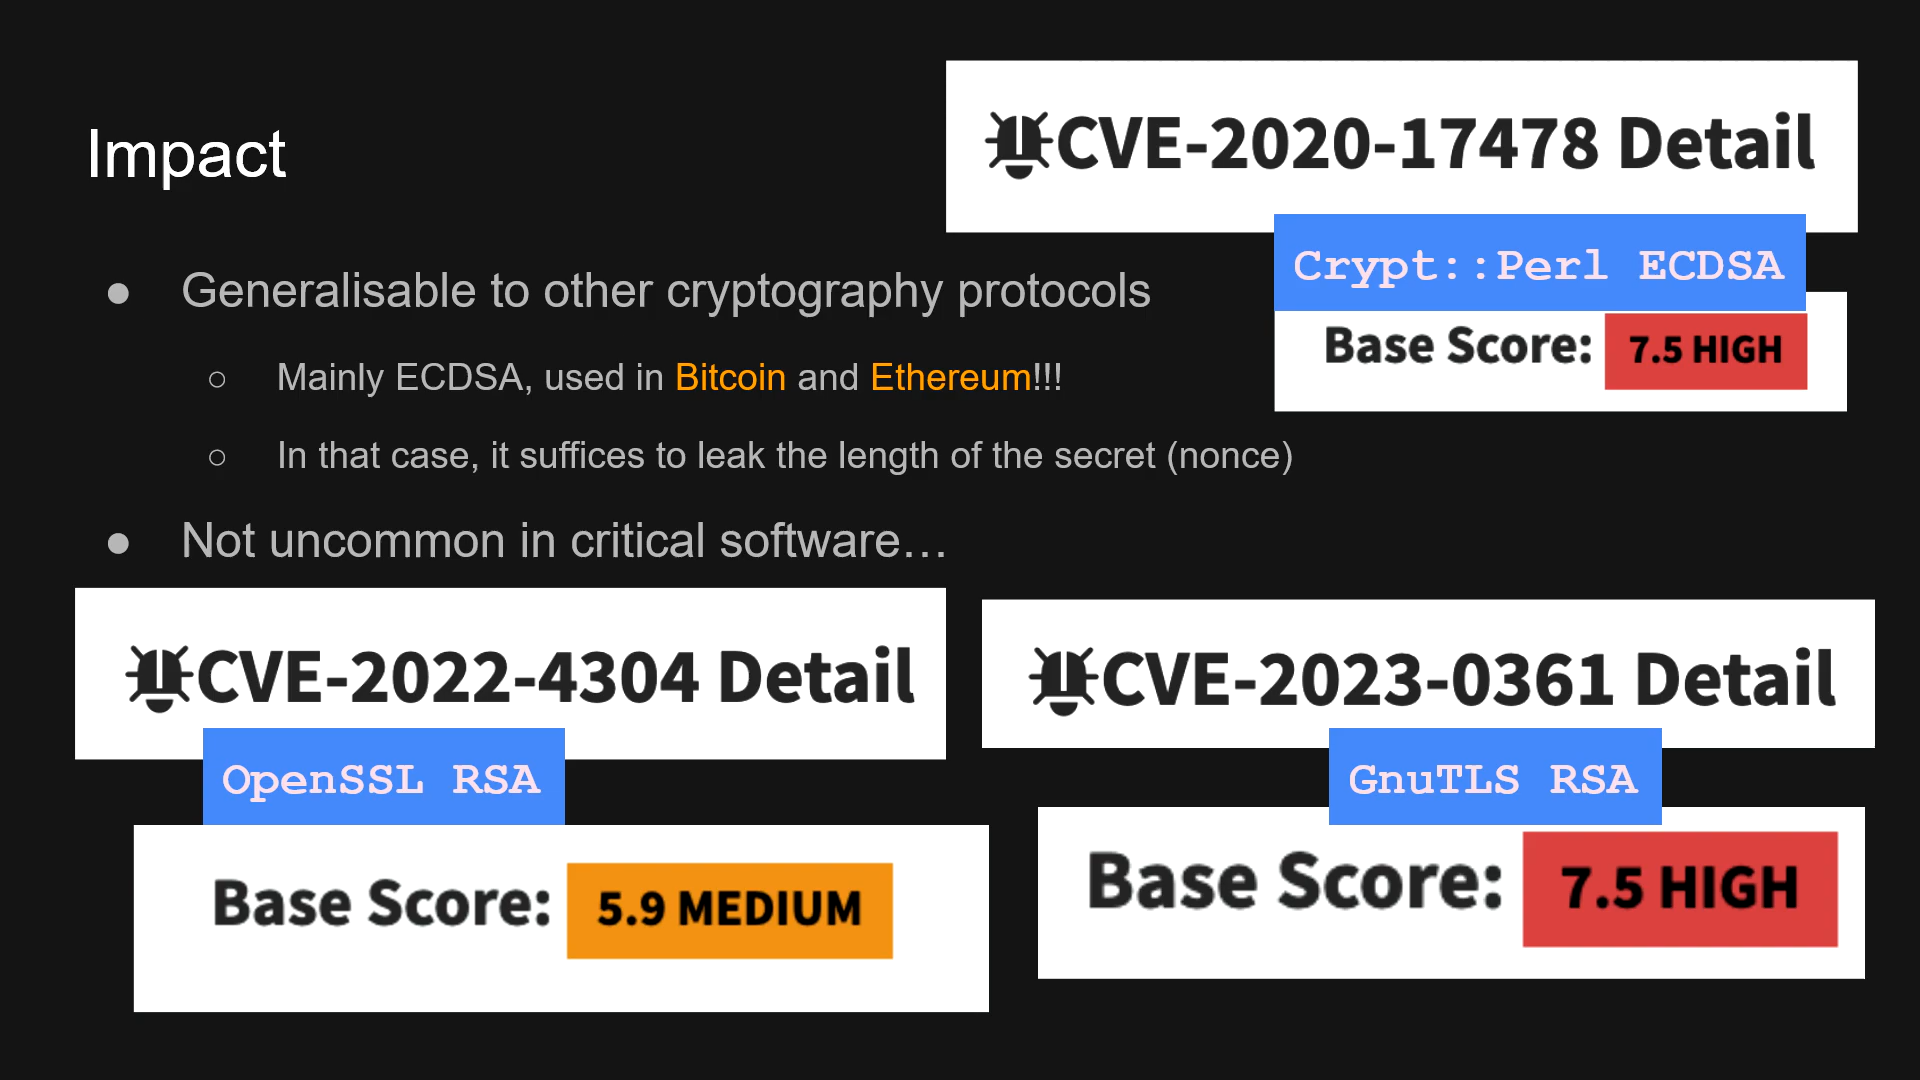 Impact
CVE-2020-17478 Detail
Crypt::Perl ECDSA
Base Score: 7.5 HIGH
● Generalisable to other cryptography protocols
○ Mainly ECDSA, used in Bitcoin and Ethereum!!!
○ In that case, it suffices to leak the length of the secret (nonce)
● Not uncommon in critical software…
CVE-2022-4304 Detail
OpenSSL RSA
Base Score: 5.9 MEDIUM
CVE-2023-0361 Detail
GnuTLS RSA
Base Score: 7.5 HIGH